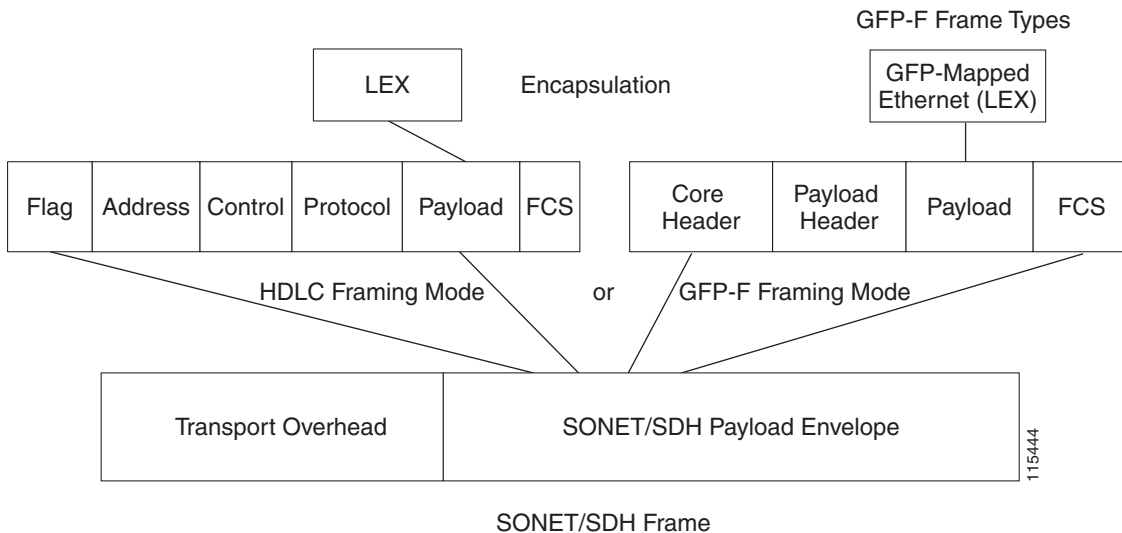 GFP-F Frame Types
LEX
Encapsulation
GFP-Mapped
Ethernet (LEX)
Flag
Address
Control
Protocol
Payload
FCS
Core
Header
Payload
Header
Payload
FCS
HDLC Framing Mode
or
GFP-F Framing Mode
Transport Overhead
SONET/SDH Payload Envelope
115444
SONET/SDH Frame